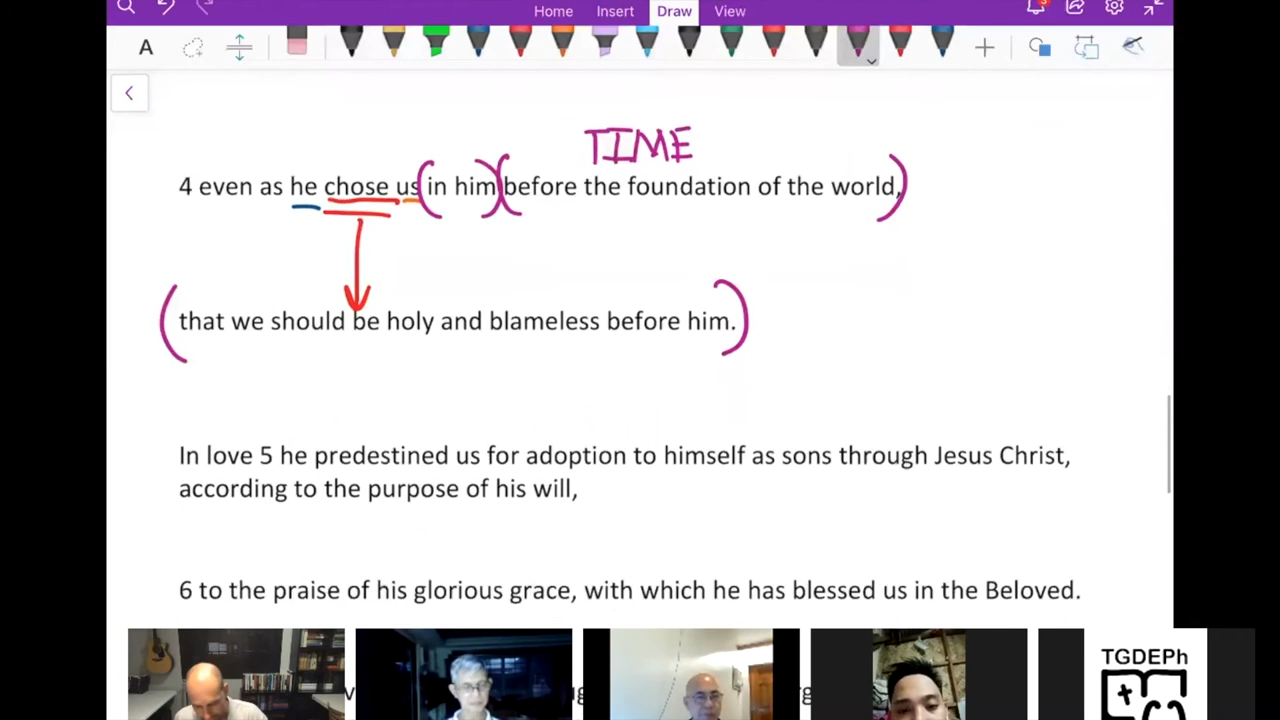 Home Insert Draw View
A
TIME
4 even as he chose us (in him)(before the foundation of the world,)
(that we should be holy and blameless before him.)
In love 5 he predestined us for adoption to himself as sons through Jesus Christ,
according to the purpose of his will,
6 to the praise of his glorious grace, with which he has blessed us in the Beloved.
TGDEPh